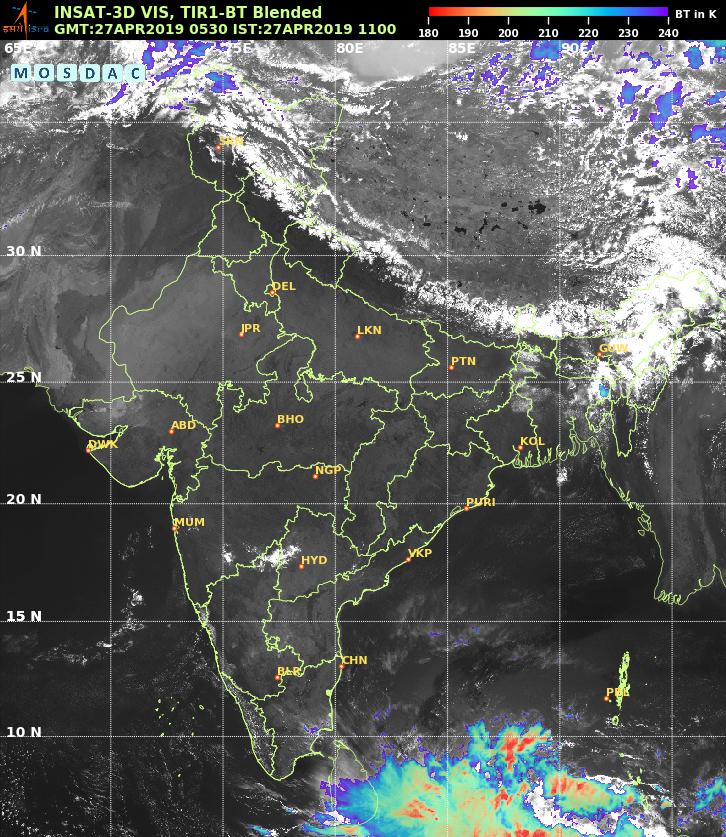 INSAT-3D VIS, TIR1-BT Blended
GMT:27APR2019 0530 IST:27APR2019 1100
BT in K
180 190 200 210 220 230 240
65E 70E 75E 80E 85E 90E
MOSDAC
SRN
30 N
DEL
JPR
LKN
GUW
PTN
25 N
ABD
BHO
DWK
KOL
NGP
20 N
PURI
MUM
VKP
HYD
15 N
CHN
BLR
PBL
10 N